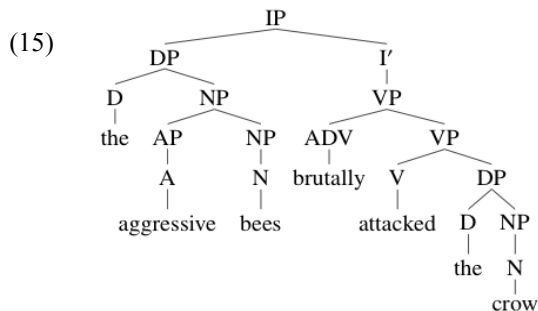 IP
(15)
DP I′
D NP VP
the AP NP ADV VP
A N brutally V DP
aggressive bees attacked D NP
the N
crow